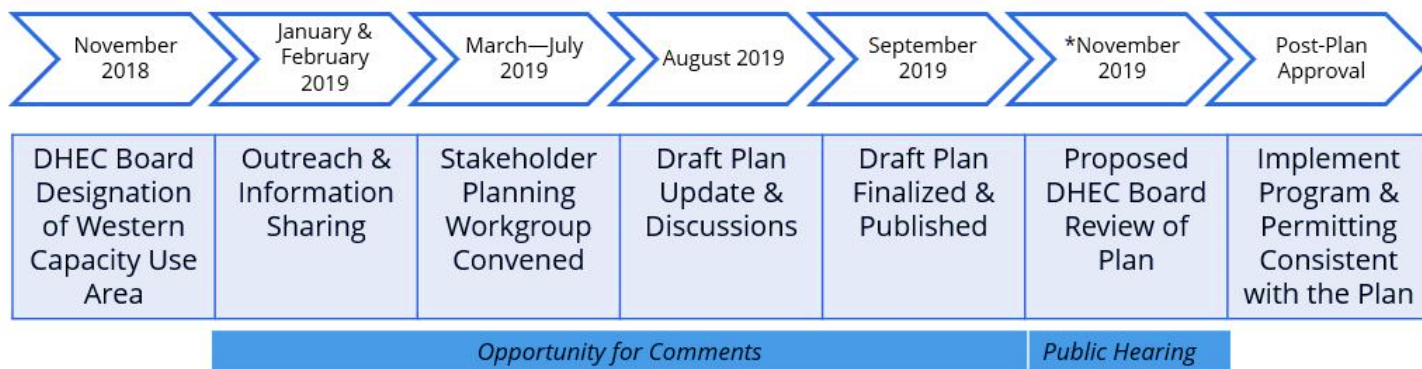 November
2018
January &
February
2019
March—July
2019
August 2019
September
2019
*November
2019
Post-Plan
Approval
DHEC Board
Designation
of Western
Capacity Use
Area
Outreach &
Information
Sharing
Stakeholder
Planning
Workgroup
Convened
Draft Plan
Update &
Discussions
Draft Plan
Finalized &
Published
Proposed
DHEC Board
Review of
Plan
Implement
Program &
Permitting
Consistent
with the Plan
Opportunity for Comments
Public Hearing